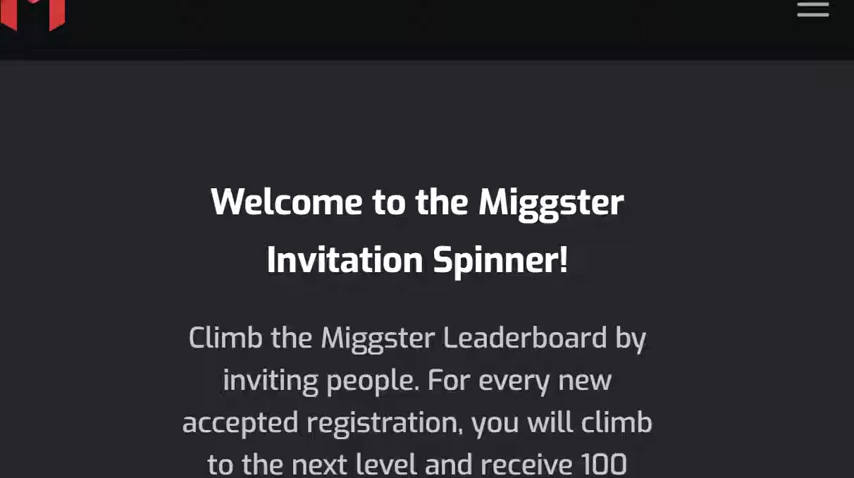 Welcome to the Miggster
Invitation Spinner!
Climb the Miggster Leaderboard by
inviting people. For every new
accepted registration, you will climb
to the next level and receive 100